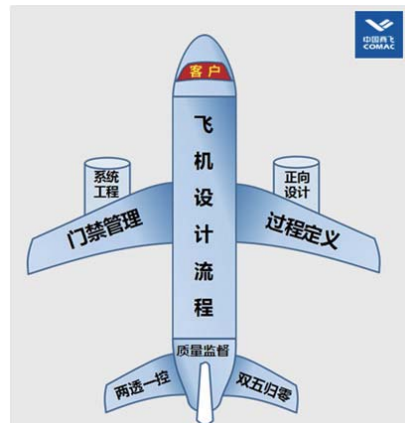 中国商飞
COMAC
客户
飞机设计流程
系统
工程
正向
设计
门禁管理
过程定义
质量监督
两透一控
双五归零